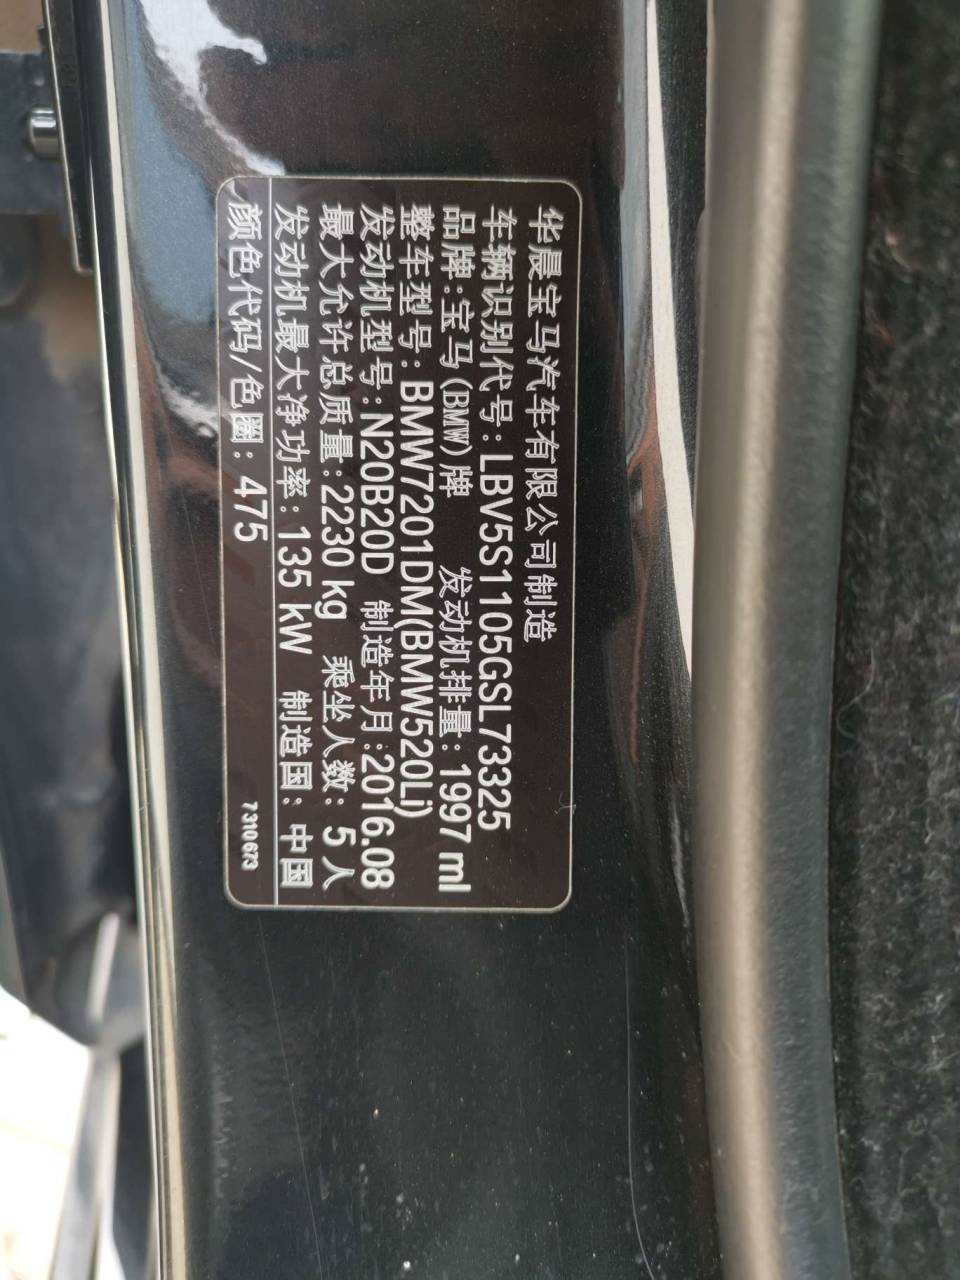 华晨宝马汽车有限公司制造
车辆识别代号:LBV5S1105GSL73325
品牌:宝马(BMW)牌 发动机排量:1997 ml
整车型号:BMW7201DM(BMW520Li)
发动机型号:N20B20D 制造年月:2016.08
最大允许总质量:2230 kg 乘坐人数:5人
发动机最大净功率:135 kW 制造国:中国
颜色代码/色圈:475 7310673